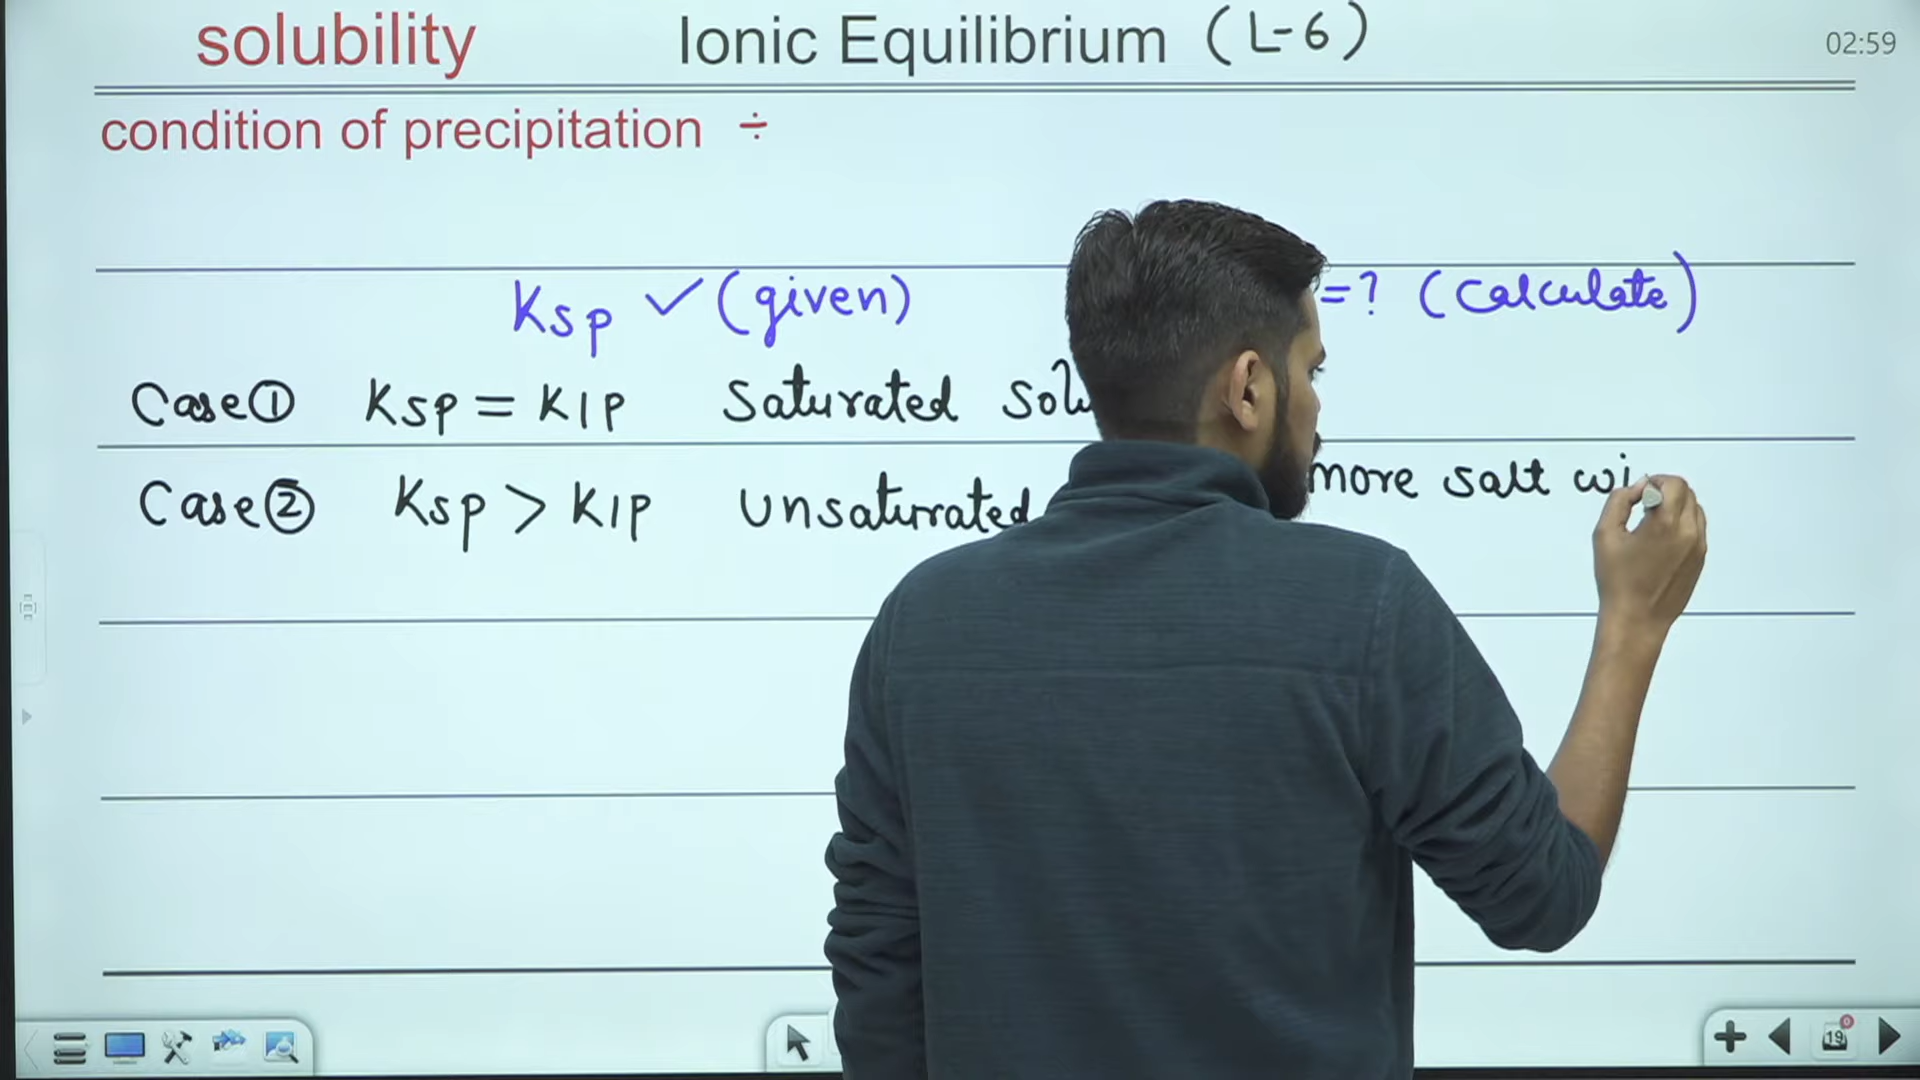 solubility Ionic Equilibrium (L-6) 02:59
condition of precipitation ÷
Ksp ✓ (given) =? (calculate)
Case① Ksp = KIP Saturated
Case② Ksp > KIP Unsaturated more salt
19